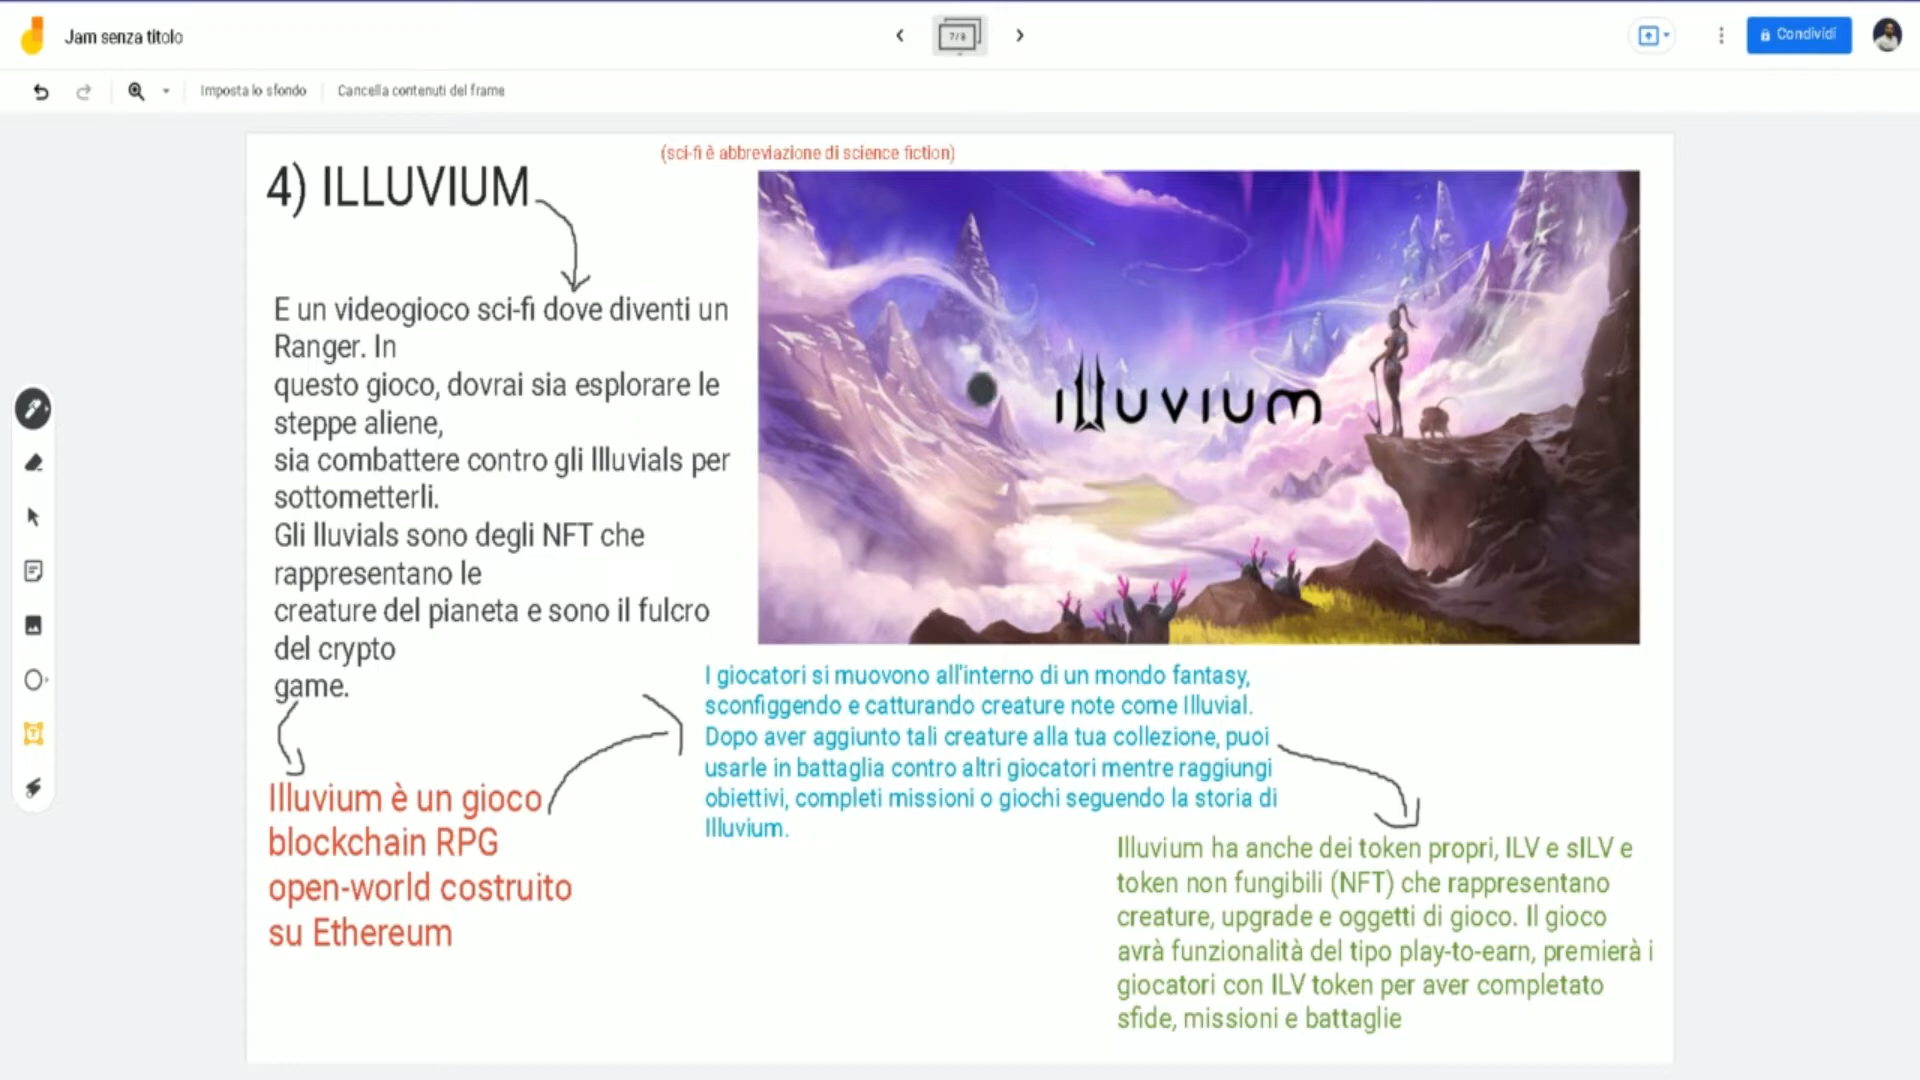 Jam senza titolo
7/8
Condividi
Imposta lo sfondo
Cancella contenuti del frame
(sci-fi è abbreviazione di science fiction)
4) ILLUVIUM
E un videogioco sci-fi dove diventi un
Ranger. In
questo gioco, dovrai sia esplorare le
steppe aliene,
sia combattere contro gli Illuvials per
sottometterli.
Gli lluvials sono degli NFT che
rappresentano le
creature del pianeta e sono il fulcro
del crypto
game.
illuvium
I giocatori si muovono all'interno di un mondo fantasy,
sconfiggendo e catturando creature note come Illuvial.
Dopo aver aggiunto tali creature alla tua collezione, puoi
usarle in battaglia contro altri giocatori mentre raggiungi
obiettivi, completi missioni o giochi seguendo la storia di
Illuvium.
Illuvium è un gioco
blockchain RPG
open-world costruito
su Ethereum
Illuvium ha anche dei token propri, ILV e sILV e
token non fungibili (NFT) che rappresentano
creature, upgrade e oggetti di gioco. Il gioco
avrà funzionalità del tipo play-to-earn, premierà i
giocatori con ILV token per aver completato
sfide, missioni e battaglie